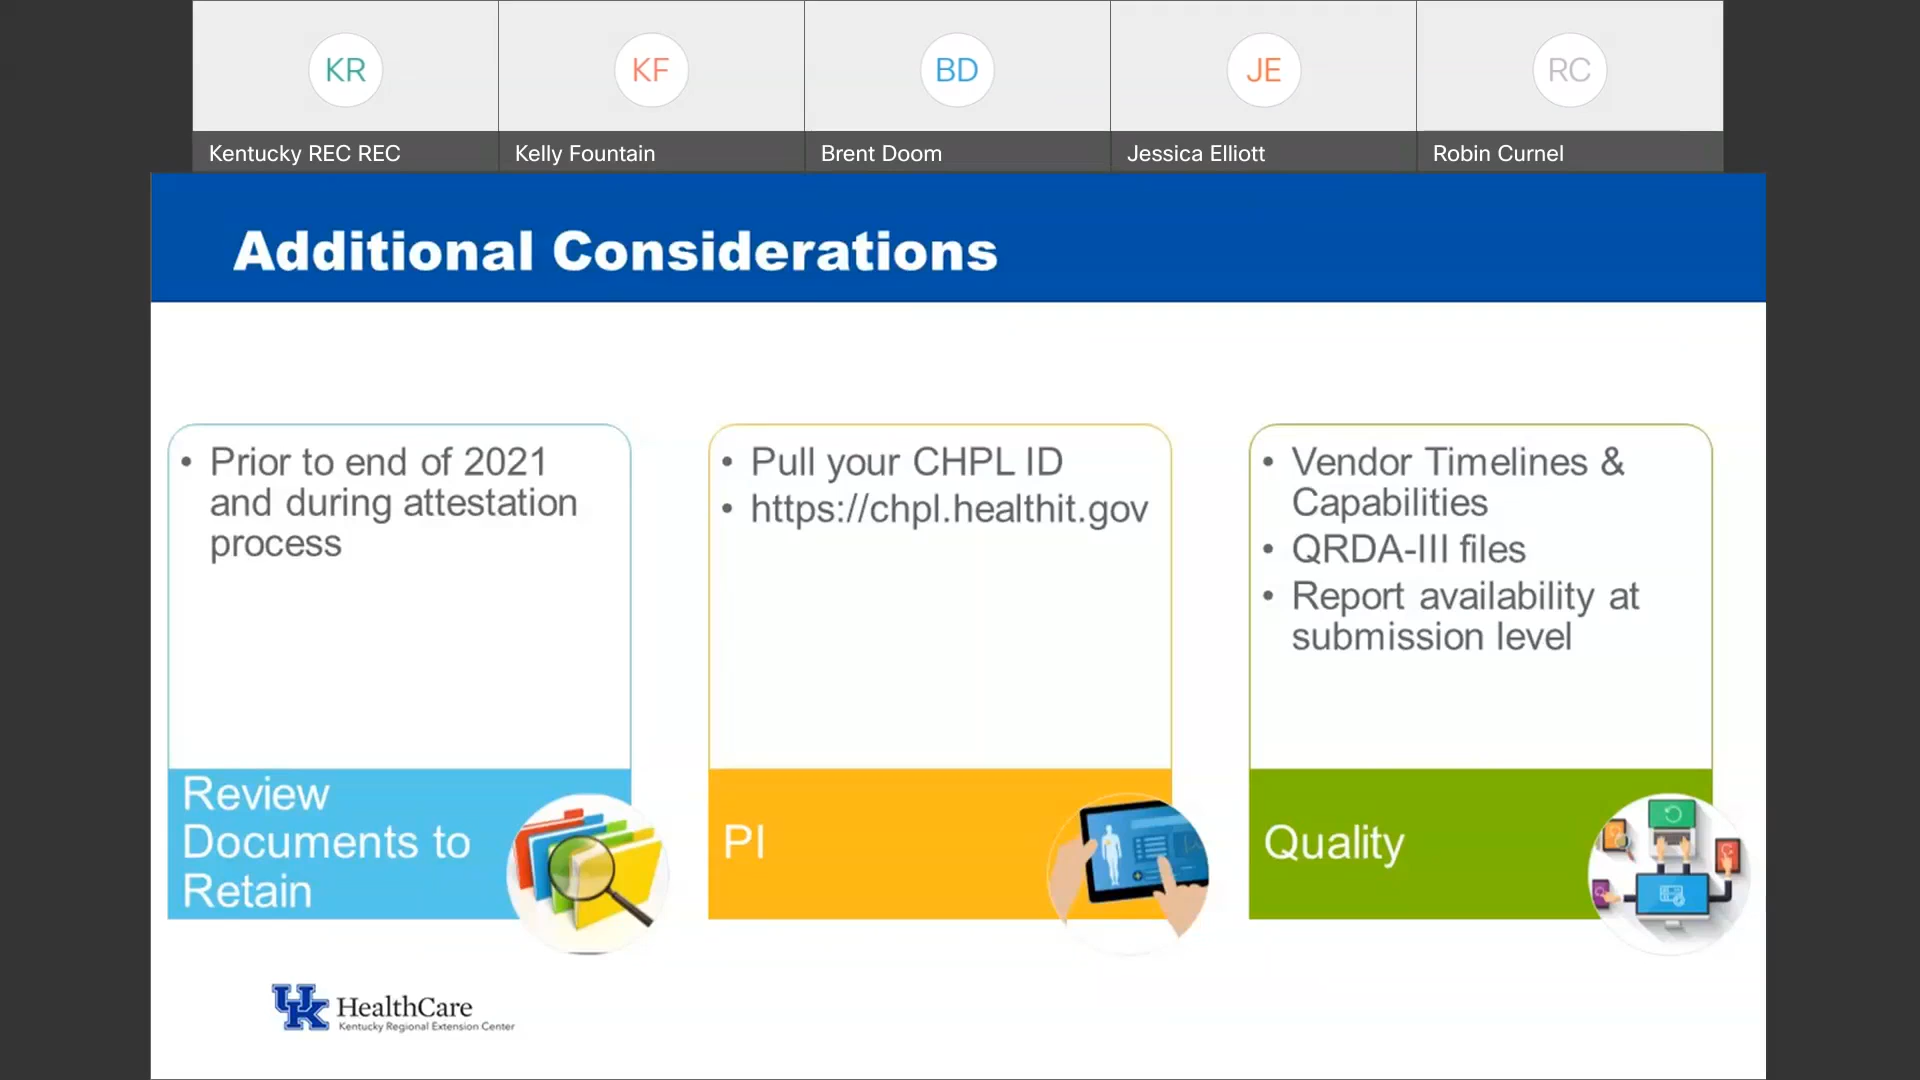 KR
KF
BD
JE
RC
Kentucky REC REC
Kelly Fountain
Brent Doom
Jessica Elliott
Robin Curnel
Additional Considerations
• Prior to end of 2021
and during attestation
process
Review
Documents to
Retain
• Pull your CHPL ID
• https://chpl.healthit.gov
PI
• Vendor Timelines &
Capabilities
• QRDA-III files
• Report availability at
submission level
Quality
UK HealthCare
Kentucky Regional Extension Center